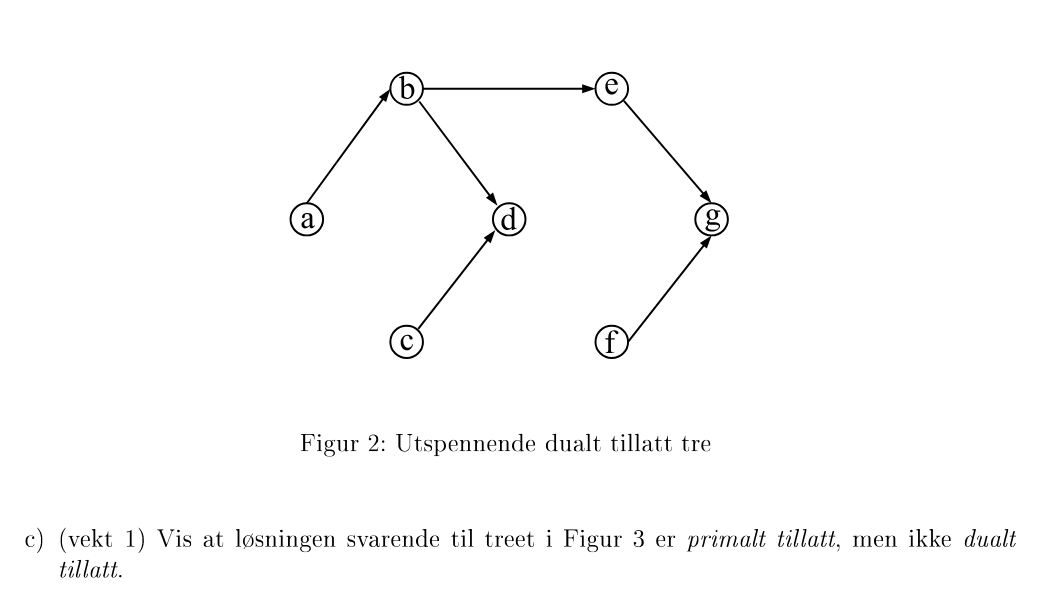 b e
a d g
c f
Figur 2: Utspennende dualt tillatt tre
c) (vekt 1) Vis at løsningen svarende til treet i Figur 3 er primalt tillatt, men ikke dualt
tillatt.